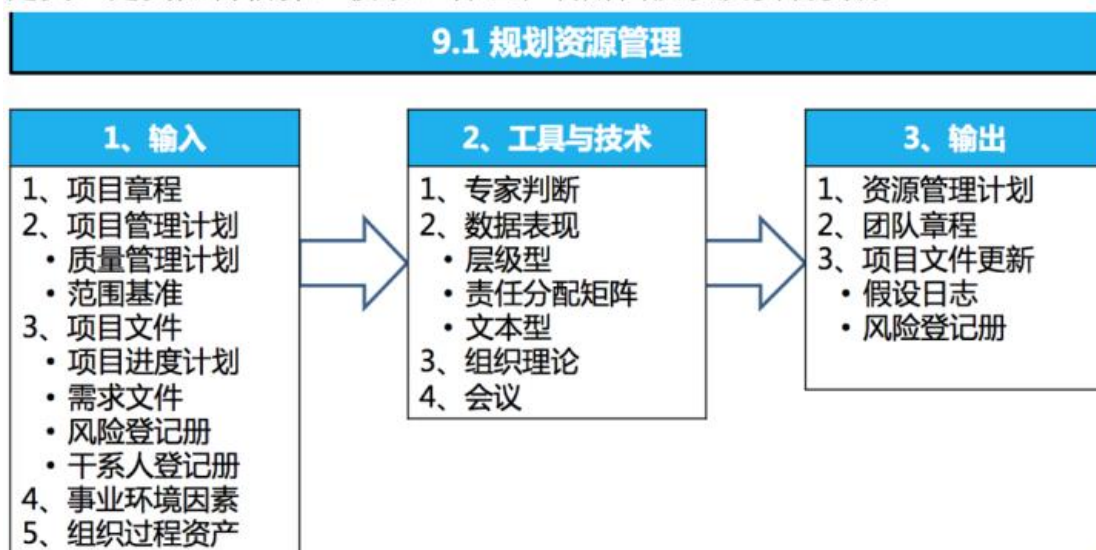 9.1 规划资源管理
1、输入
1、项目章程
2、项目管理计划
• 质量管理计划
• 范围基准
3、项目文件
• 项目进度计划
• 需求文件
• 风险登记册
• 干系人登记册
4、事业环境因素
5、组织过程资产
2、工具与技术
1、专家判断
2、数据表现
• 层级型
• 责任分配矩阵
• 文本型
3、组织理论
4、会议
3、输出
1、资源管理计划
2、团队章程
3、项目文件更新
• 假设日志
• 风险登记册